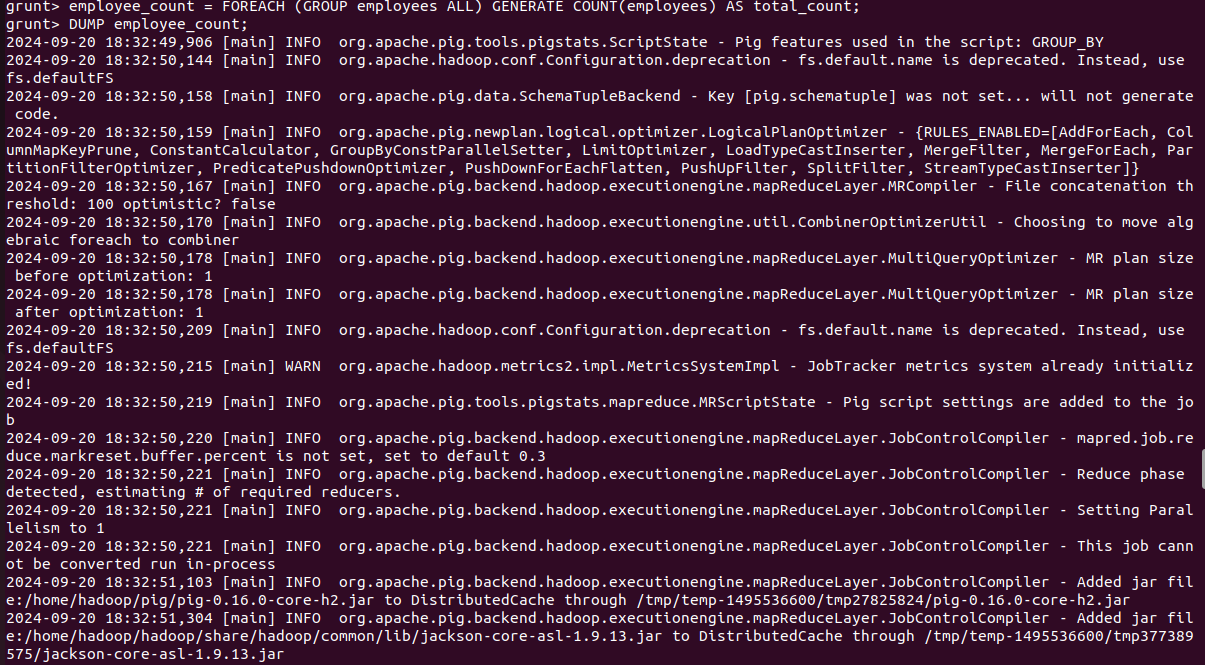 grunt> employee_count = FOREACH (GROUP employees ALL) GENERATE COUNT(employees) AS total_count;
grunt> DUMP employee_count;
2024-09-20 18:32:49,906 [main] INFO  org.apache.pig.tools.pigstats.ScriptState - Pig features used in the script: GROUP_BY
2024-09-20 18:32:50,144 [main] INFO  org.apache.hadoop.conf.Configuration.deprecation - fs.default.name is deprecated. Instead, use
fs.defaultFS
2024-09-20 18:32:50,158 [main] INFO  org.apache.pig.data.SchemaTupleBackend - Key [pig.schematuple] was not set... will not generate
 code.
2024-09-20 18:32:50,159 [main] INFO  org.apache.pig.newplan.logical.optimizer.LogicalPlanOptimizer - {RULES_ENABLED=[AddForEach, Col
umnMapKeyPrune, ConstantCalculator, GroupByConstParallelSetter, LimitOptimizer, LoadTypeCastInserter, MergeFilter, MergeForEach, Par
titionFilterOptimizer, PredicatePushdownOptimizer, PushDownForEachFlatten, PushUpFilter, SplitFilter, StreamTypeCastInserter]}
2024-09-20 18:32:50,167 [main] INFO  org.apache.pig.backend.hadoop.executionengine.mapReduceLayer.MRCompiler - File concatenation th
reshold: 100 optimistic? false
2024-09-20 18:32:50,170 [main] INFO  org.apache.pig.backend.hadoop.executionengine.util.CombinerOptimizerUtil - Choosing to move alg
ebraic foreach to combiner
2024-09-20 18:32:50,178 [main] INFO  org.apache.pig.backend.hadoop.executionengine.mapReduceLayer.MultiQueryOptimizer - MR plan size
 before optimization: 1
2024-09-20 18:32:50,178 [main] INFO  org.apache.pig.backend.hadoop.executionengine.mapReduceLayer.MultiQueryOptimizer - MR plan size
 after optimization: 1
2024-09-20 18:32:50,209 [main] INFO  org.apache.hadoop.conf.Configuration.deprecation - fs.default.name is deprecated. Instead, use
fs.defaultFS
2024-09-20 18:32:50,215 [main] WARN  org.apache.hadoop.metrics2.impl.MetricsSystemImpl - JobTracker metrics system already initializ
ed!
2024-09-20 18:32:50,219 [main] INFO  org.apache.pig.tools.pigstats.mapreduce.MRScriptState - Pig script settings are added to the jo
b
2024-09-20 18:32:50,220 [main] INFO  org.apache.pig.backend.hadoop.executionengine.mapReduceLayer.JobControlCompiler - mapred.job.re
duce.markreset.buffer.percent is not set, set to default 0.3
2024-09-20 18:32:50,221 [main] INFO  org.apache.pig.backend.hadoop.executionengine.mapReduceLayer.JobControlCompiler - Reduce phase
detected, estimating # of required reducers.
2024-09-20 18:32:50,221 [main] INFO  org.apache.pig.backend.hadoop.executionengine.mapReduceLayer.JobControlCompiler - Setting Paral
lelism to 1
2024-09-20 18:32:50,221 [main] INFO  org.apache.pig.backend.hadoop.executionengine.mapReduceLayer.JobControlCompiler - This job cann
ot be converted run in-process
2024-09-20 18:32:51,103 [main] INFO  org.apache.pig.backend.hadoop.executionengine.mapReduceLayer.JobControlCompiler - Added jar fil
e:/home/hadoop/pig/pig-0.16.0-core-h2.jar to DistributedCache through /tmp/temp-1495536600/tmp27825824/pig-0.16.0-core-h2.jar
2024-09-20 18:32:51,304 [main] INFO  org.apache.pig.backend.hadoop.executionengine.mapReduceLayer.JobControlCompiler - Added jar fil
e:/home/hadoop/hadoop/share/hadoop/common/lib/jackson-core-asl-1.9.13.jar to DistributedCache through /tmp/temp-1495536600/tmp377389
575/jackson-core-asl-1.9.13.jar